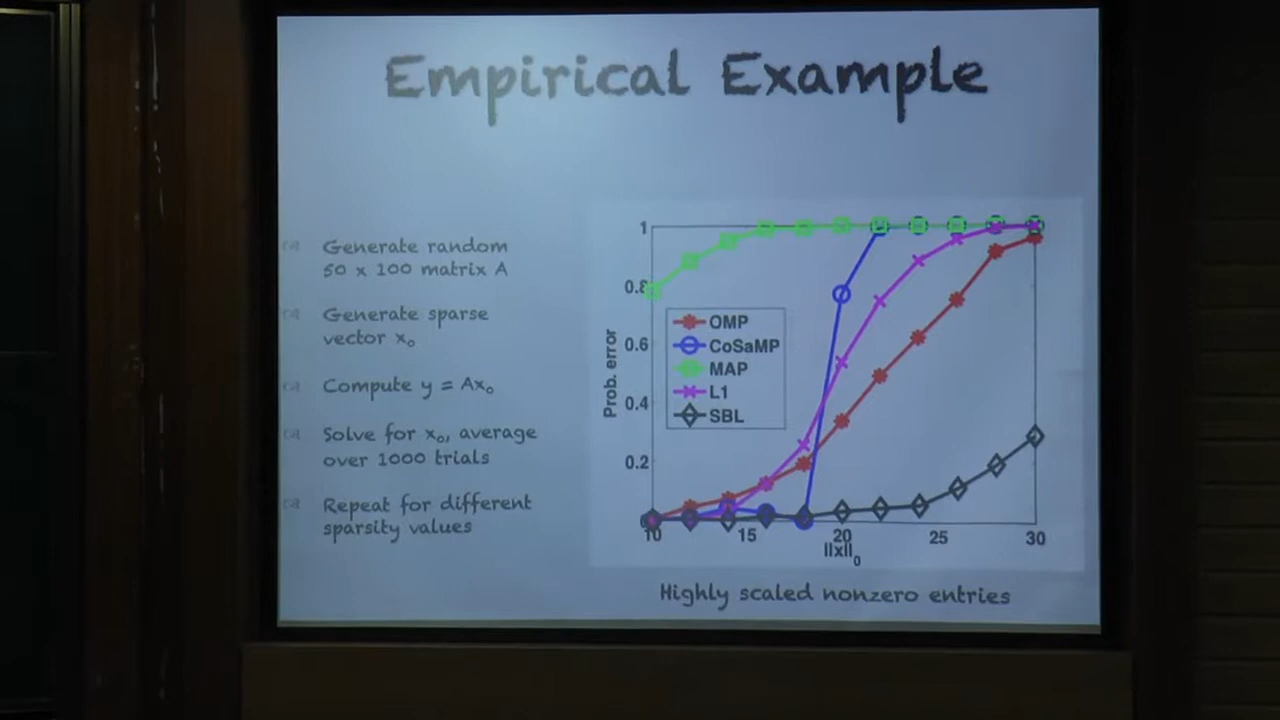 Empirical Example
Generate random
50 x 100 matrix A
Generate sparse
vector x₀
Compute y = Ax₀
Solve for x₀, average
over 1000 trials
Repeat for different
sparsity values
1
0.8
0.6
0.4
0.2
Prob. error
OMP
CoSaMP
MAP
L1
SBL
10 15 20 25 30
||x||₀
Highly scaled nonzero entries